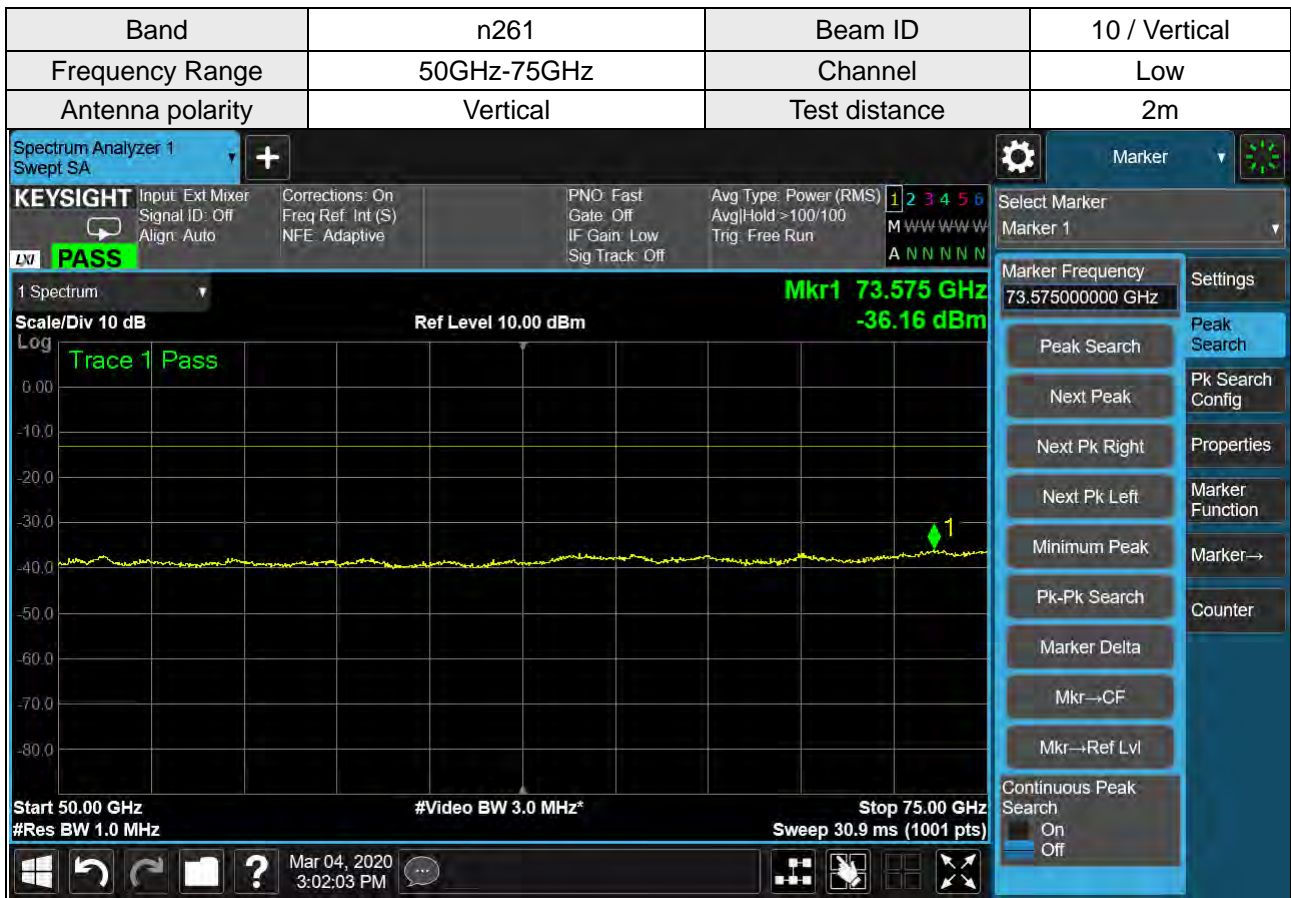 Band n261 Beam ID 10 / Vertical
Frequency Range 50GHz-75GHz Channel Low
Antenna polarity Vertical Test distance 2m
Spectrum Analyzer 1
Swept SA
+
Marker
KEYSIGHT
LXI
PASS
Input: Ext Mixer
Signal ID: Off
Align: Auto
Corrections: On
Freq Ref: Int (S)
NFE: Adaptive
PNO: Fast
Gate: Off
IF Gain: Low
Sig Track: Off
Avg Type: Power (RMS)
Avg|Hold >100/100
Trig: Free Run
1 2 3 4 5 6
M W W W W W
A N N N N N
Select Marker
Marker 1
1 Spectrum
Scale/Div 10 dB
Ref Level 10.00 dBm
Mkr1 73.575 GHz
-36.16 dBm
Log
Trace 1 Pass
0.00
-10.0
-20.0
-30.0
-40.0
-50.0
-60.0
-70.0
-80.0
1
Start 50.00 GHz
#Res BW 1.0 MHz
#Video BW 3.0 MHz*
Stop 75.00 GHz
Sweep 30.9 ms (1001 pts)
Marker Frequency
73.575000000 GHz
Peak Search
Next Peak
Next Pk Right
Next Pk Left
Minimum Peak
Pk-Pk Search
Marker Delta
Mkr→CF
Mkr→Ref Lvl
Continuous Peak
Search
On
Off
Settings
Peak
Search
Pk Search
Config
Properties
Marker
Function
Marker→
Counter
?
Mar 04, 2020
3:02:03 PM